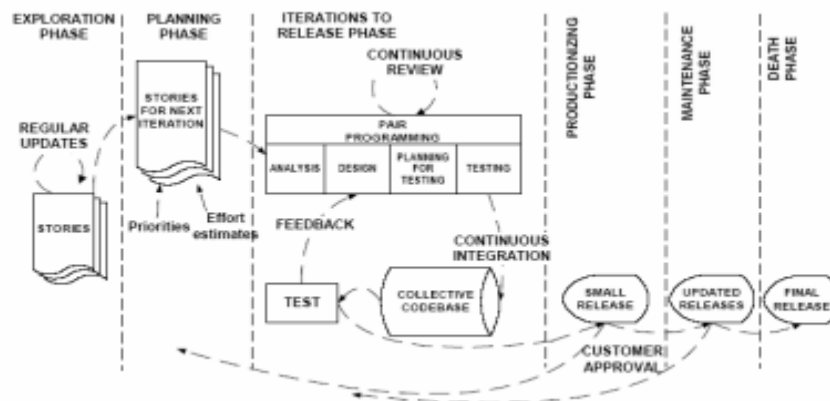 EXPLORATION
PHASE
PLANNING
PHASE
ITERATIONS TO
RELEASE PHASE
PRODUCTIONIZING
PHASE
MAINTENANCE
PHASE
DEATH
PHASE
CONTINUOUS
REVIEW
STORIES
FOR NEXT
ITERATION
REGULAR
UPDATES
PAIR
PROGRAMMING
ANALYSIS
DESIGN
PLANNING
FOR
TESTING
TESTING
STORIES
Priorities
Effort
estimates
FEEDBACK
CONTINUOUS
INTEGRATION
TEST
COLLECTIVE
CODEBASE
SMALL
RELEASE
UPDATED
RELEASES
FINAL
RELEASE
CUSTOMER
APPROVAL